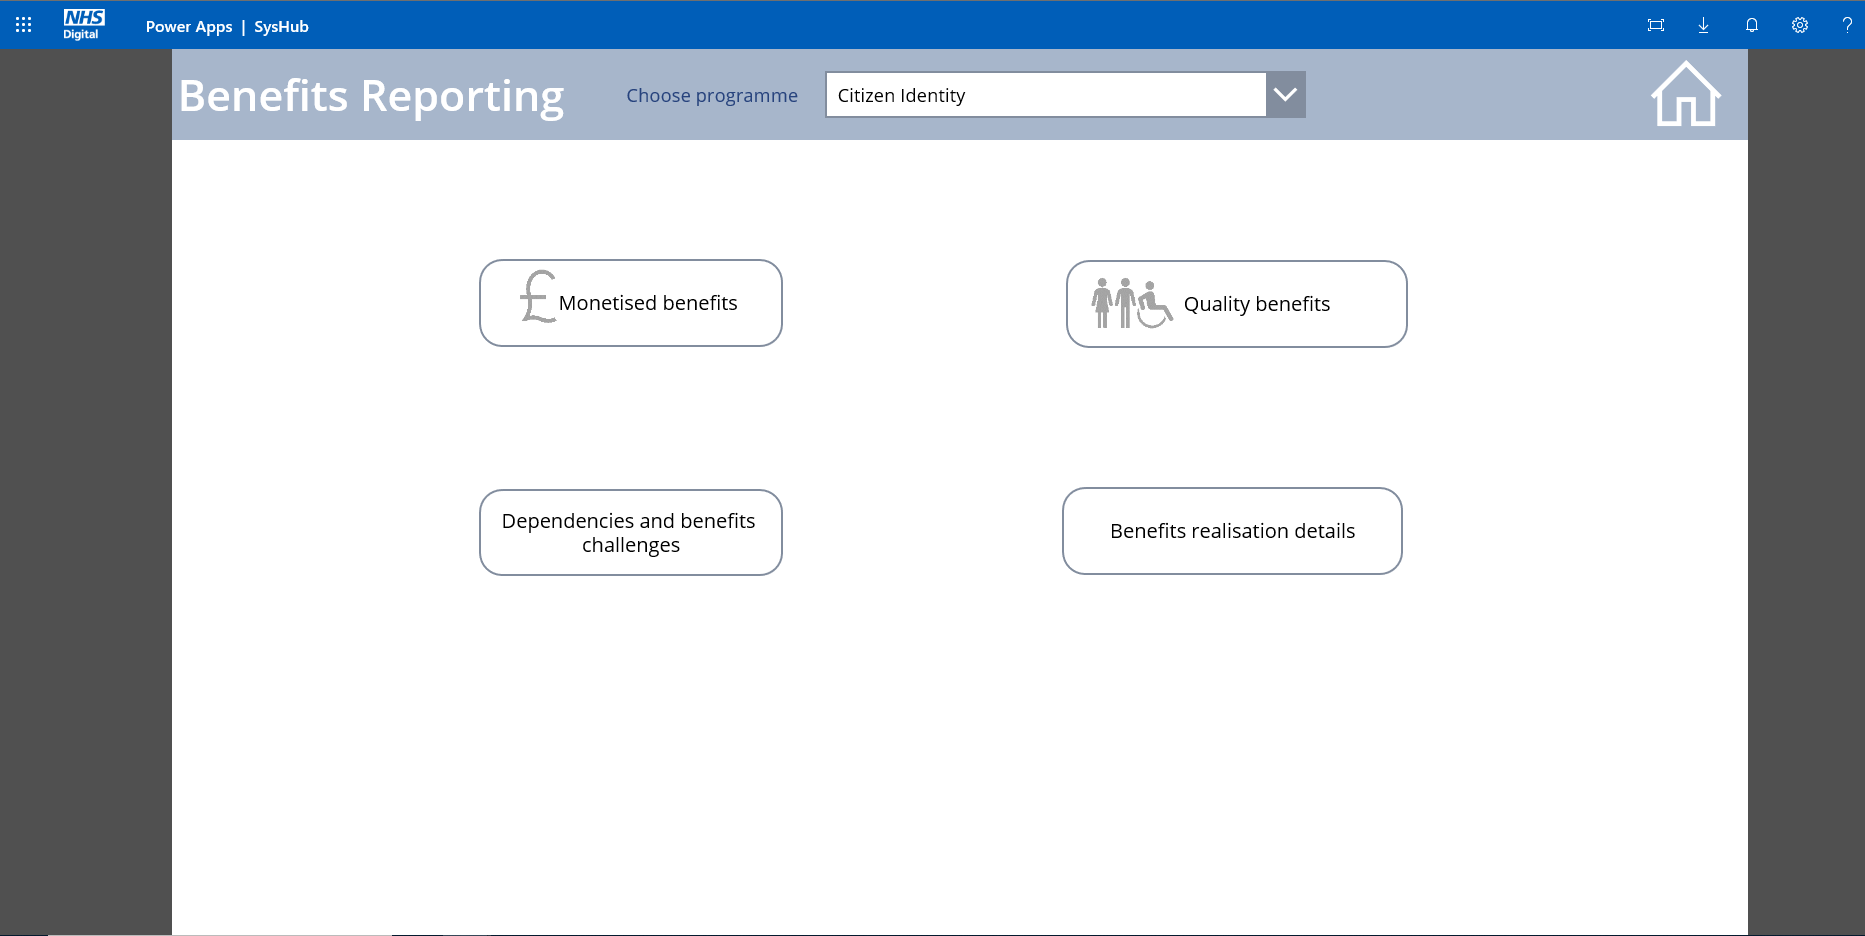 NHS
Digital
Power Apps | SysHub
?
Benefits Reporting
Choose programme
Citizen Identity
£ Monetised benefits
Quality benefits
Dependencies and benefits
challenges
Benefits realisation details